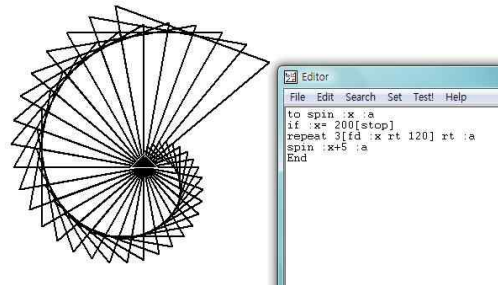 Editor
File Edit Search Set Test! Help
to spin :x :a
if :x= 200[stop]
repeat 3[fd :x rt 120] rt :a
spin :x+5 :a
End